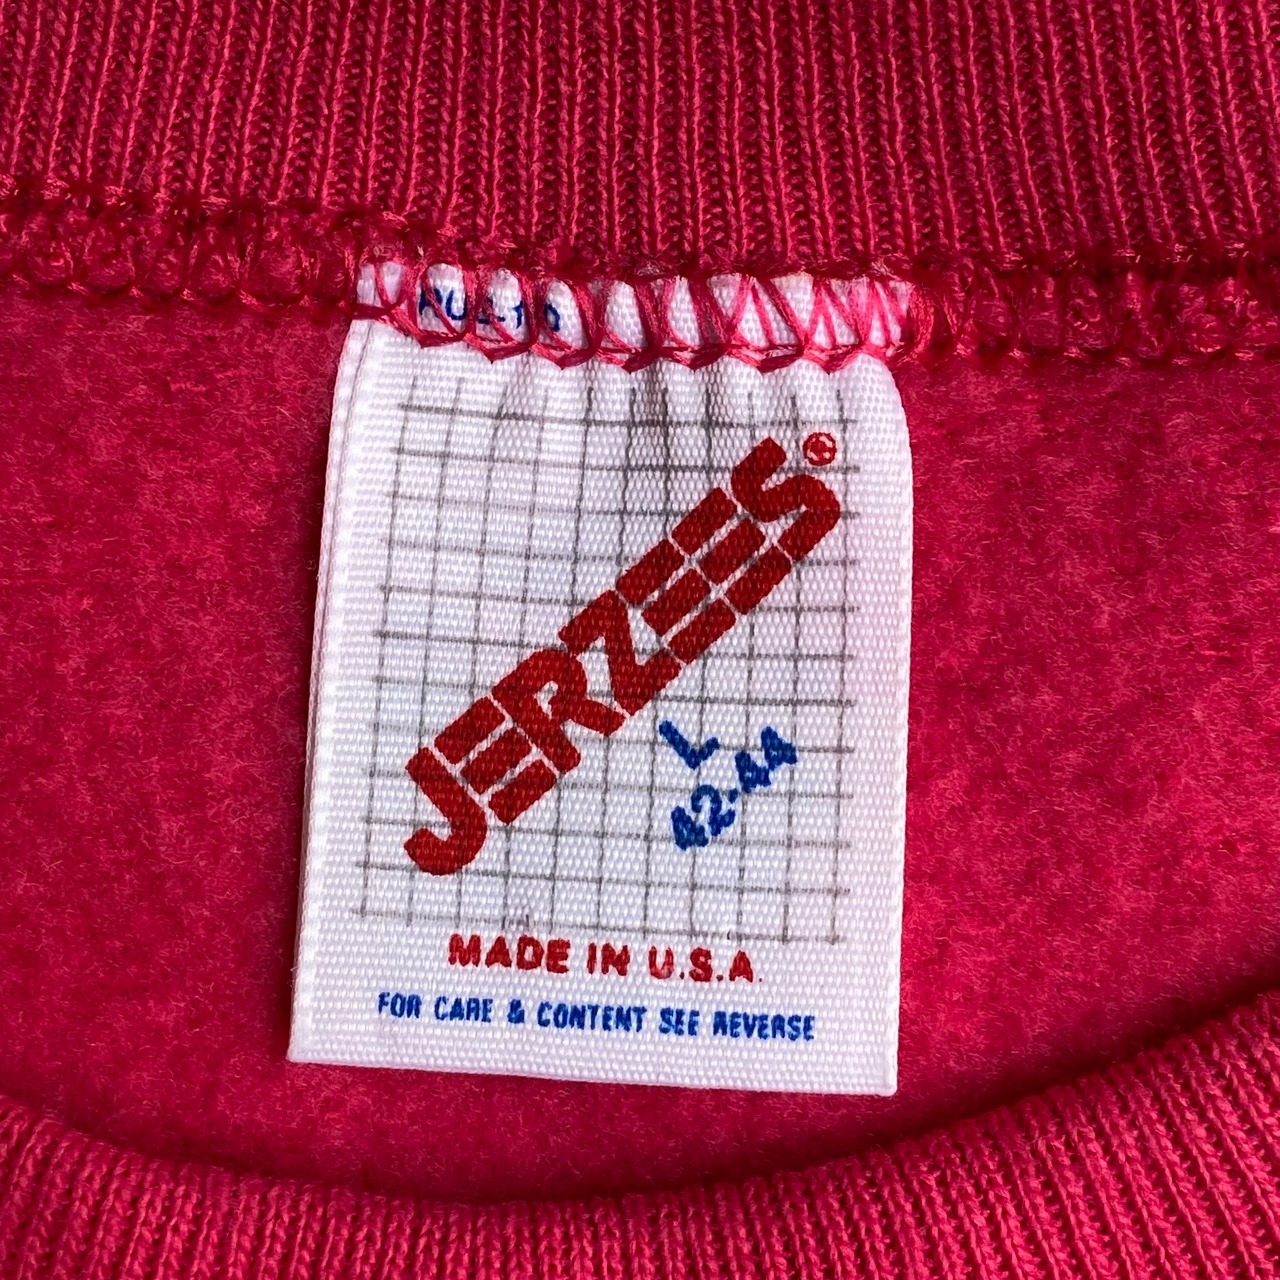 JERZEES®
L
42-44
MADE IN U.S.A.
FOR CARE & CONTENT SEE REVERSE